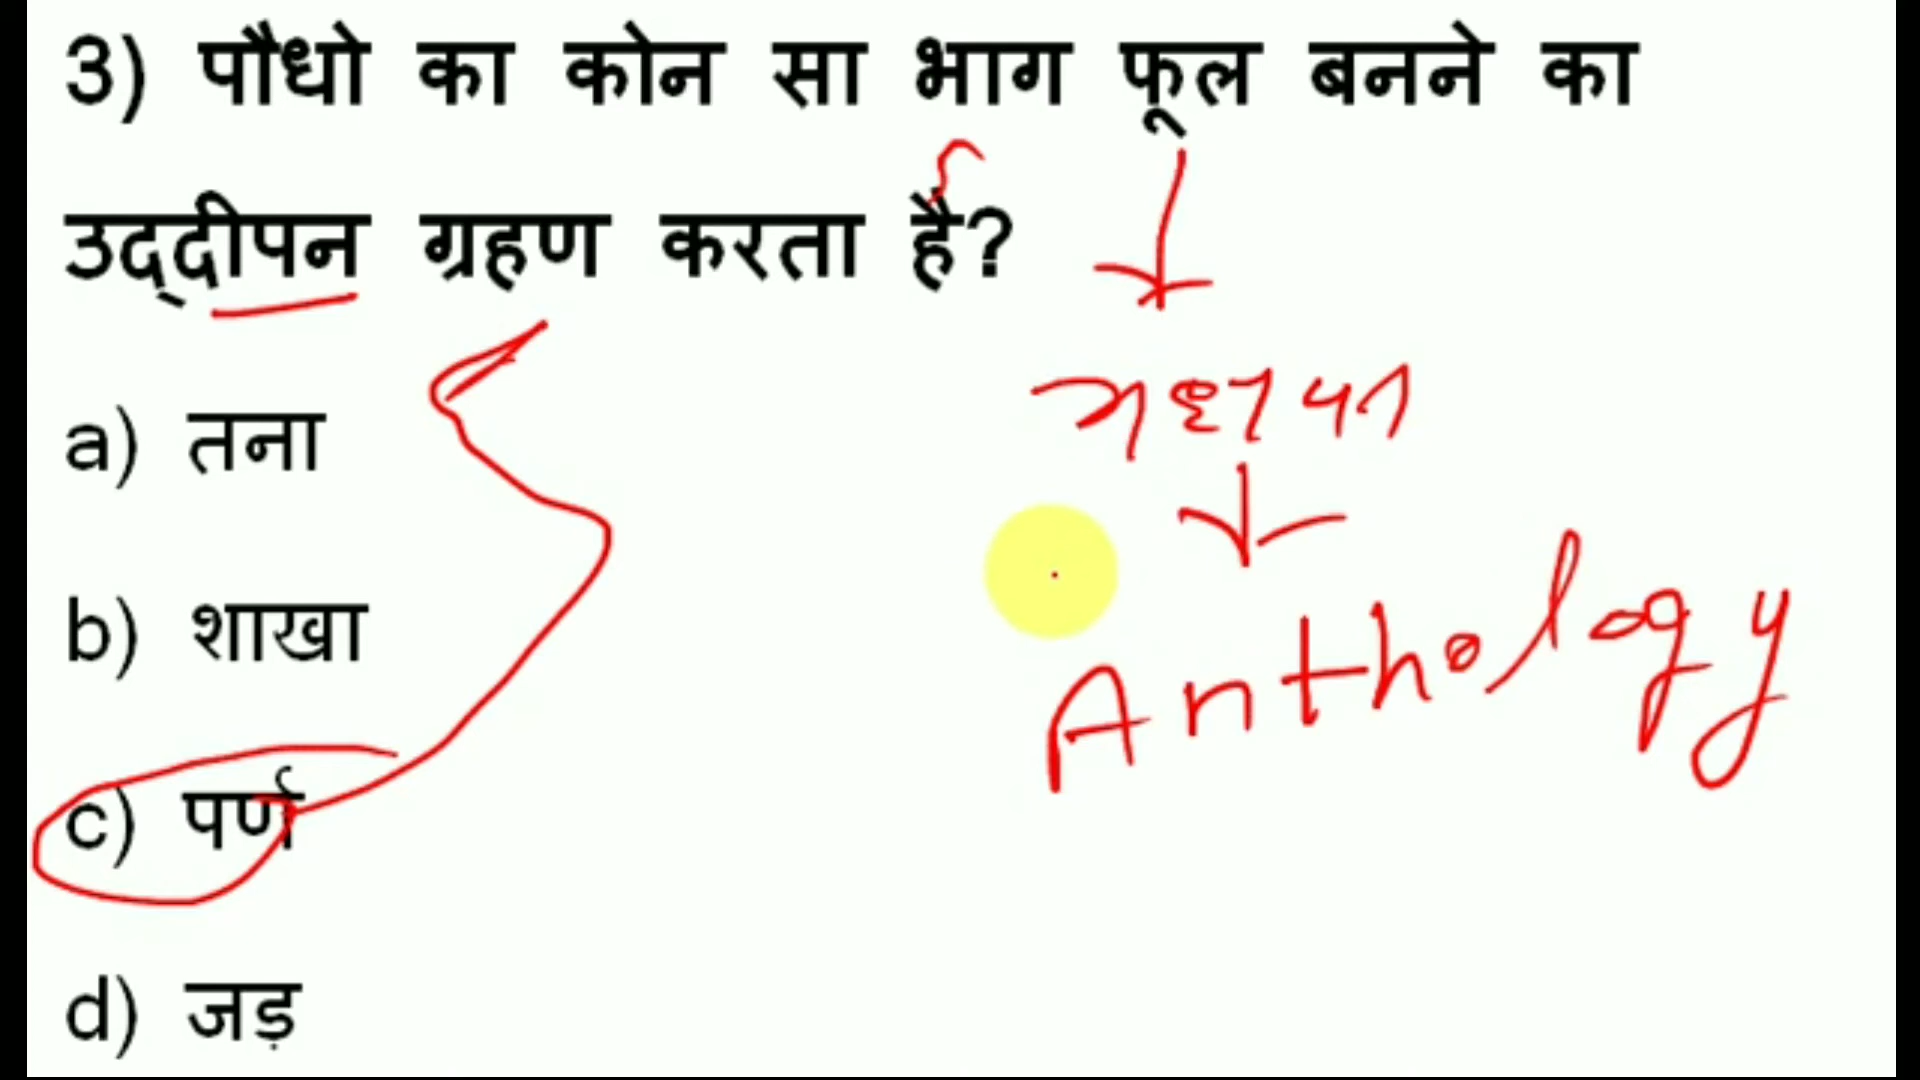 3) पौधो का कोन सा भाग फूल बनने का
उद्दीपन ग्रहण करता है?
a) तना
b) शाखा
c) पर्ण
d) जड़
Anthology